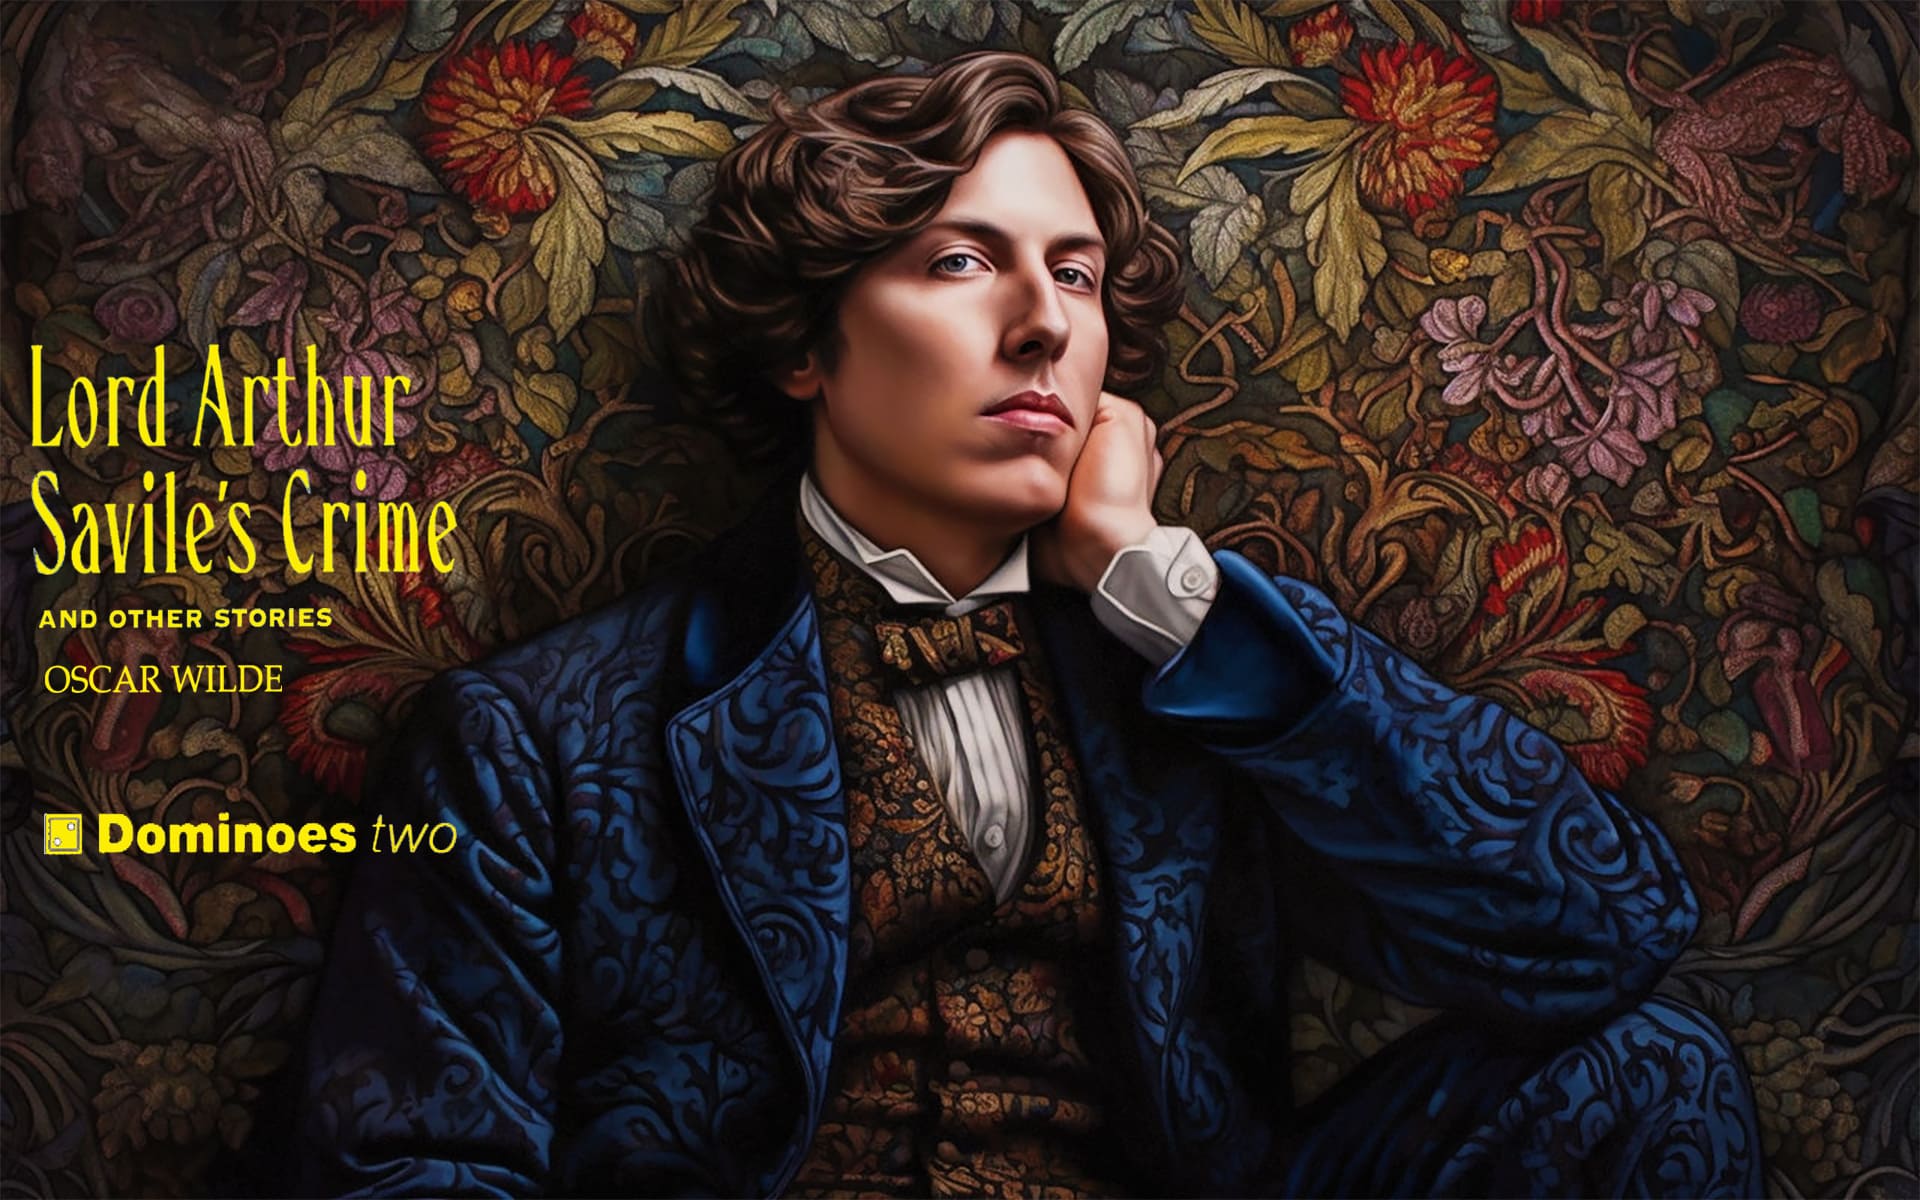 Lord Arthur
Savile's Crime
AND OTHER STORIES
OSCAR WILDE
Dominoes two